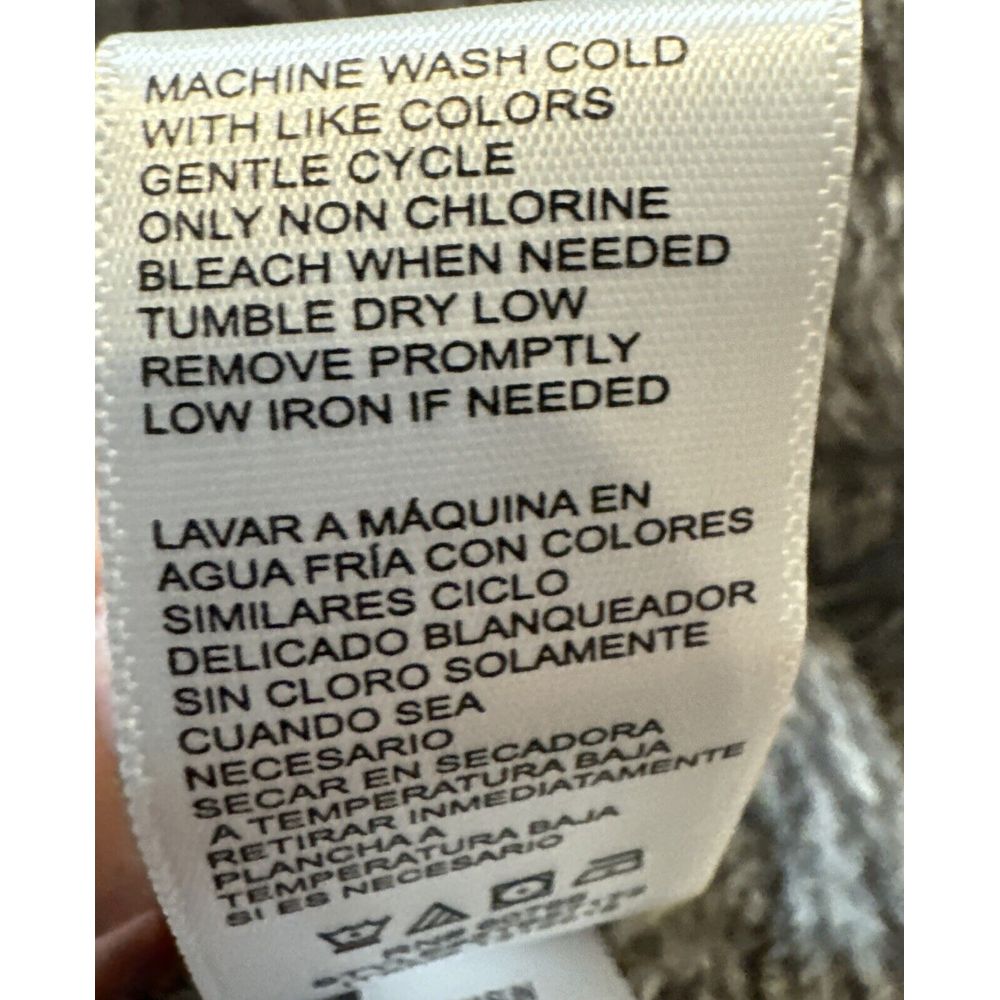 MACHINE WASH COLD
WITH LIKE COLORS
GENTLE CYCLE
ONLY NON CHLORINE
BLEACH WHEN NEEDED
TUMBLE DRY LOW
REMOVE PROMPTLY
LOW IRON IF NEEDED
LAVAR A MÁQUINA EN
AGUA FRÍA CON COLORES
SIMILARES CICLO
DELICADO BLANQUEADOR
SIN CLORO SOLAMENTE
CUANDO SEA
NECESARIO
SECAR EN SECADORA
A TEMPERATURA BAJA
RETIRAR INMEDIATAMENTE
PLANCHA A
TEMPERATURA BAJA
SI ES NECESARIO